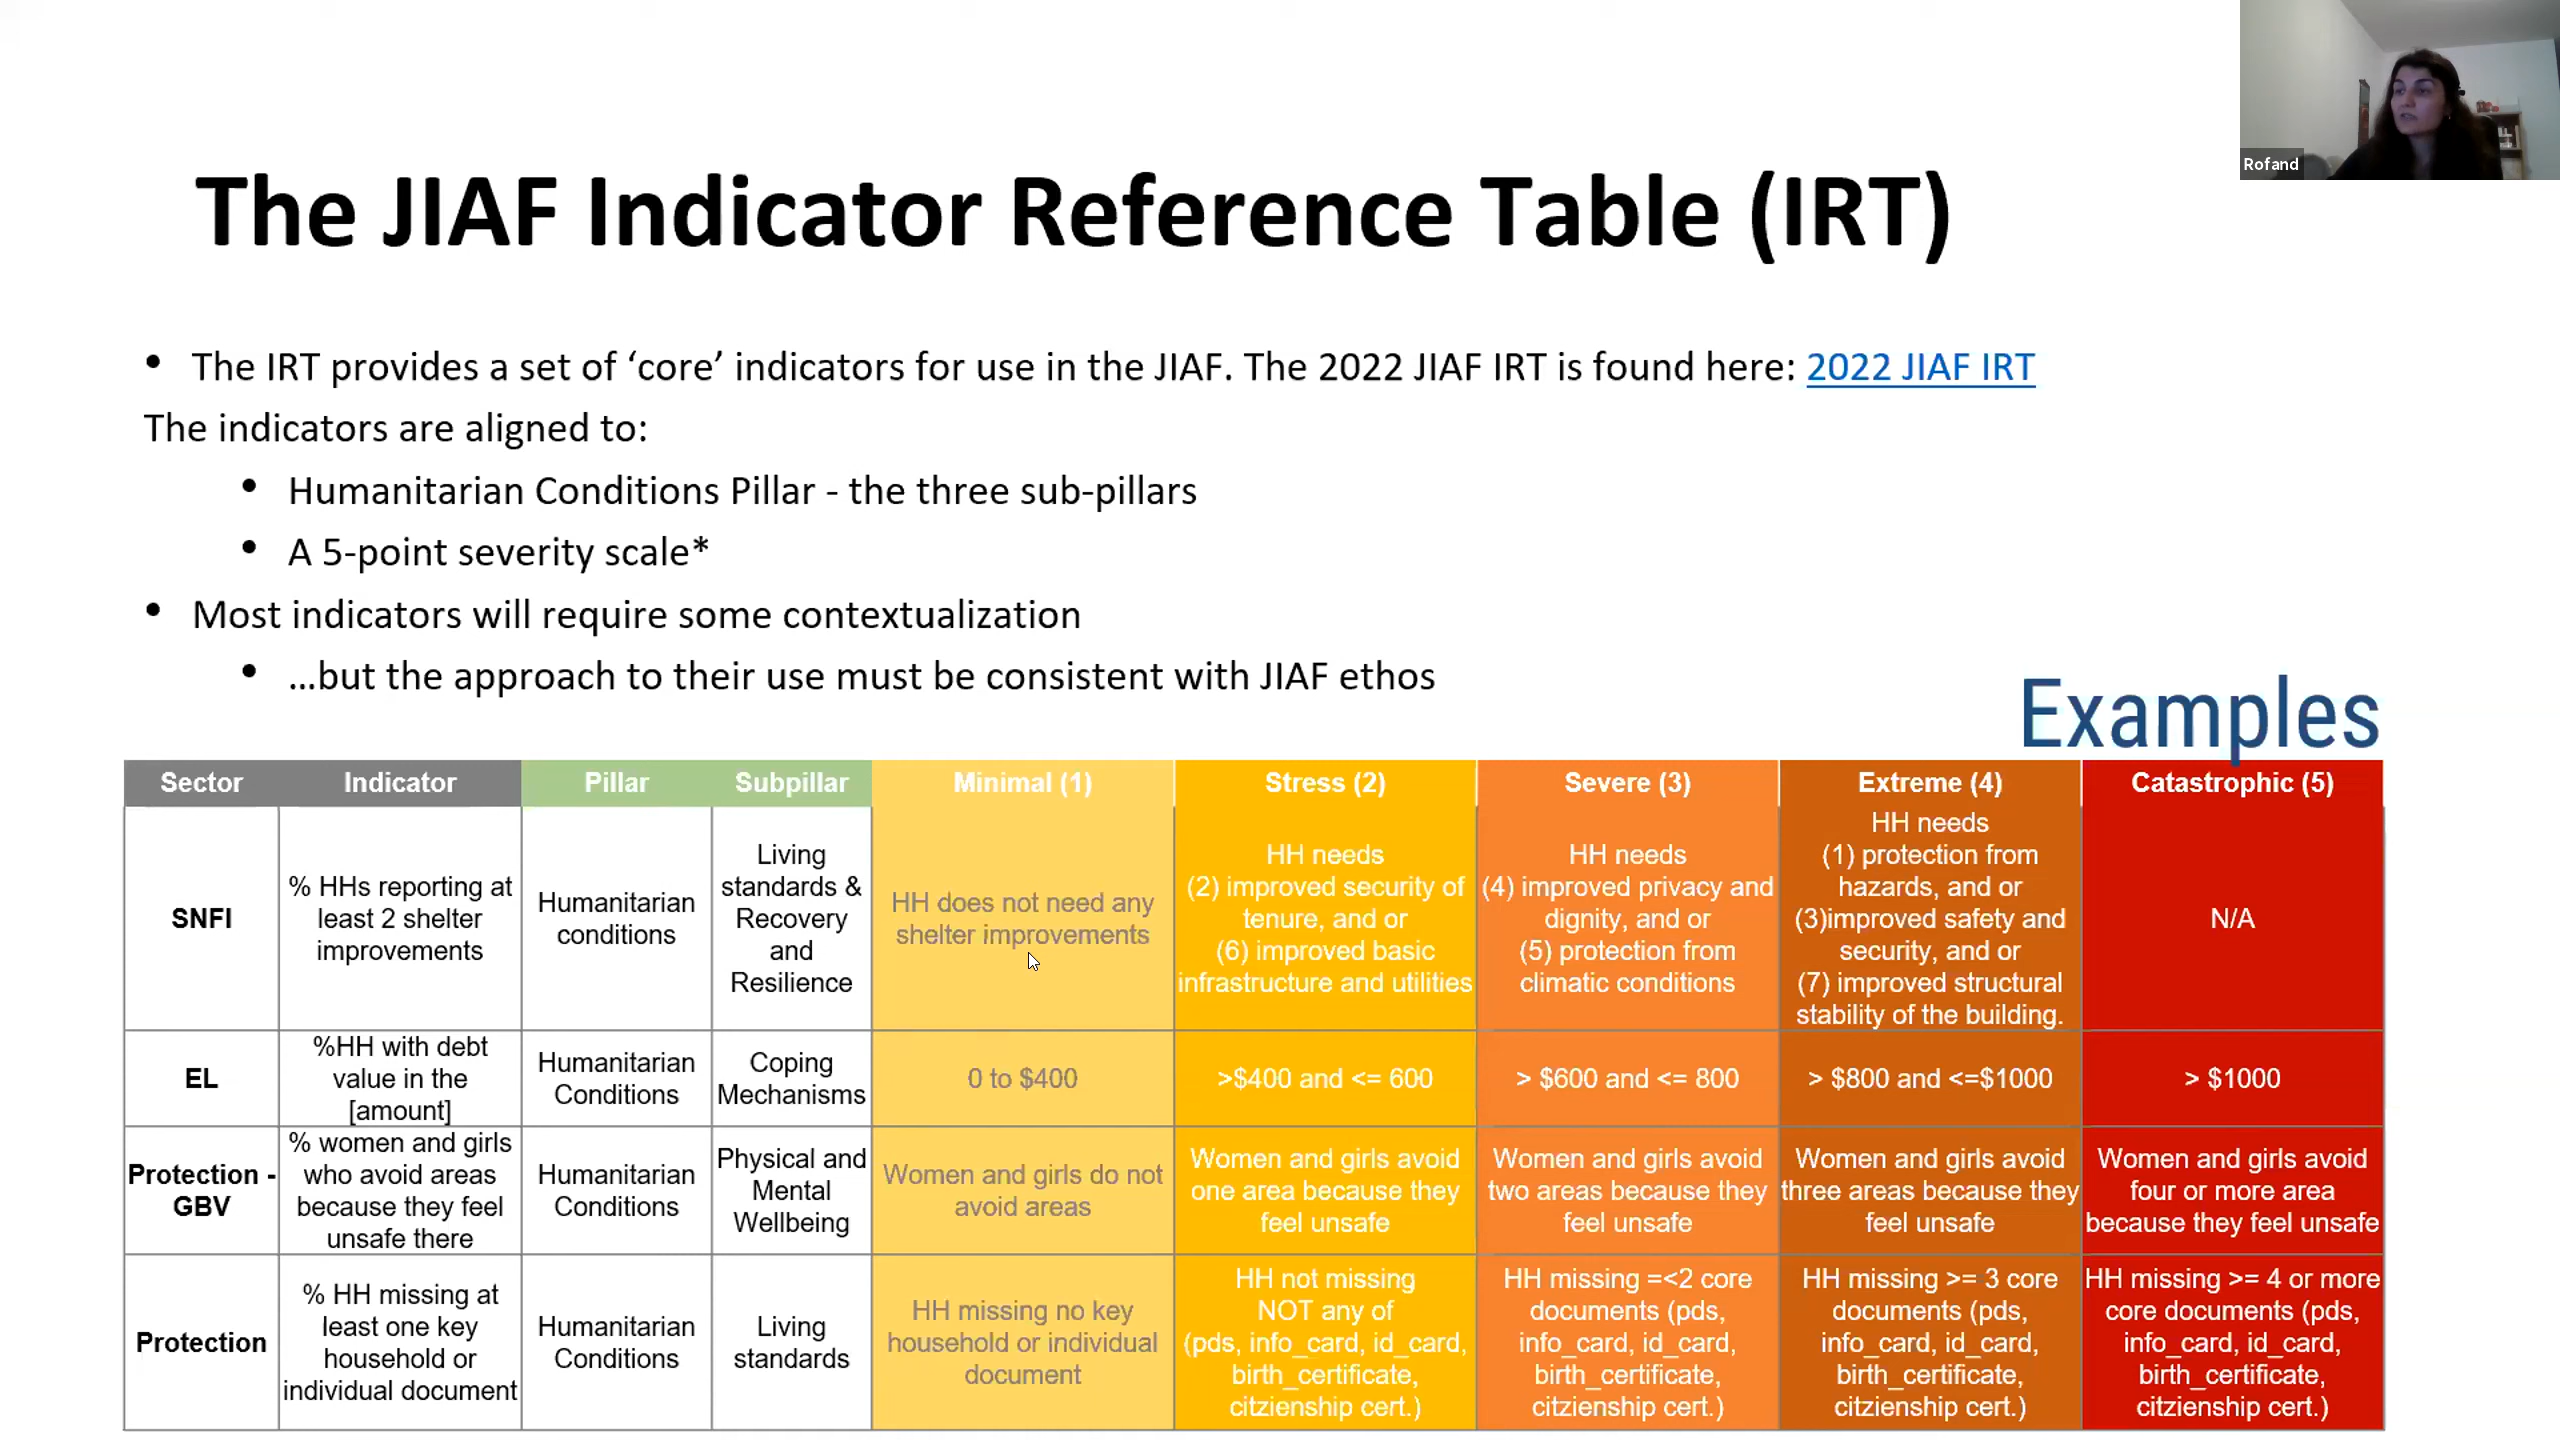 Rofand
The JIAF Indicator Reference Table (IRT)
• The IRT provides a set of ‘core’ indicators for use in the JIAF. The 2022 JIAF IRT is found here: 2022 JIAF IRT
The indicators are aligned to:
• Humanitarian Conditions Pillar - the three sub-pillars
• A 5-point severity scale*
• Most indicators will require some contextualization
• …but the approach to their use must be consistent with JIAF ethos
Examples
Sector
Indicator
Pillar
Subpillar
Minimal (1)
Stress (2)
Severe (3)
Extreme (4)
Catastrophic (5)
SNFI
% HHs reporting at
least 2 shelter
improvements
Humanitarian
conditions
Living
standards &
Recovery
and
Resilience
HH does not need any
shelter improvements
HH needs
(2) improved security of
tenure, and or
(6) improved basic
infrastructure and utilities
HH needs
(4) improved privacy and
dignity, and or
(5) protection from
climatic conditions
HH needs
(1) protection from
hazards, and or
(3)improved safety and
security, and or
(7) improved structural
stability of the building.
N/A
EL
%HH with debt
value in the
[amount]
Humanitarian
Conditions
Coping
Mechanisms
0 to $400
>$400 and <= 600
> $600 and <= 800
> $800 and <=$1000
> $1000
Protection -
GBV
% women and girls
who avoid areas
because they feel
unsafe there
Humanitarian
Conditions
Physical and
Mental
Wellbeing
Women and girls do not
avoid areas
Women and girls avoid
one area because they
feel unsafe
Women and girls avoid
two areas because they
feel unsafe
Women and girls avoid
three areas because they
feel unsafe
Women and girls avoid
four or more area
because they feel unsafe
Protection
% HH missing at
least one key
household or
individual document
Humanitarian
Conditions
Living
standards
HH missing no key
household or individual
document
HH not missing
NOT any of
(pds, info_card, id_card,
birth_certificate,
citzienship cert.)
HH missing =<2 core
documents (pds,
info_card, id_card,
birth_certificate,
citzienship cert.)
HH missing >= 3 core
documents (pds,
info_card, id_card,
birth_certificate,
citzienship cert.)
HH missing >= 4 or more
core documents (pds,
info_card, id_card,
birth_certificate,
citzienship cert.)